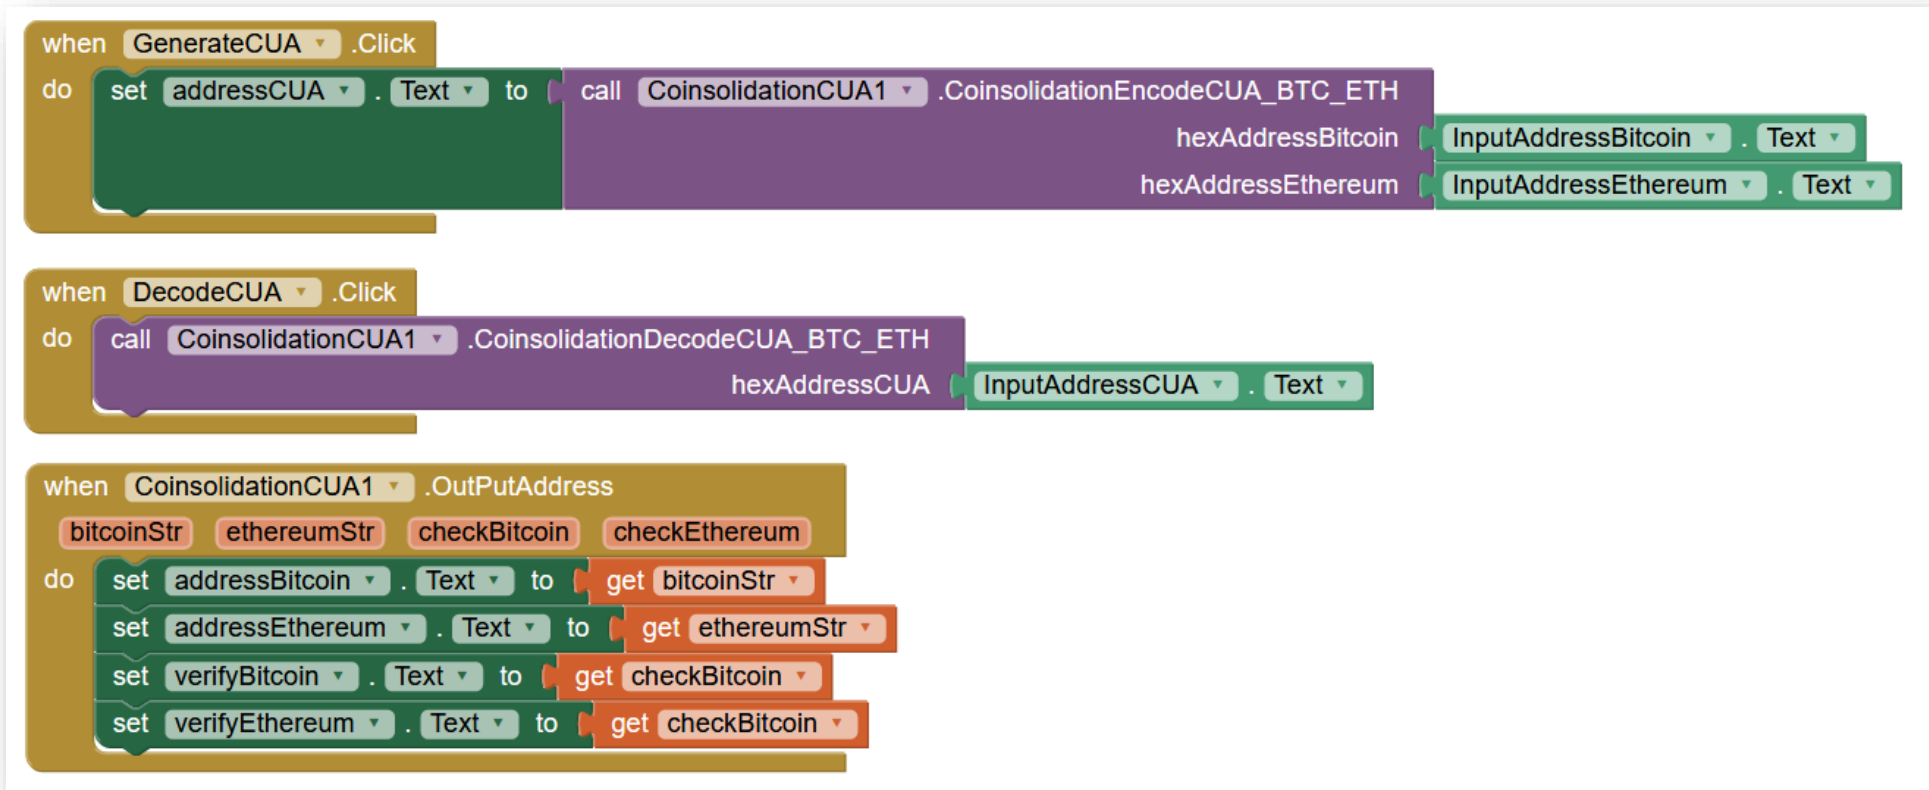 when GenerateCUA .Click
do set addressCUA . Text to call CoinsolidationCUA1 .CoinsolidationEncodeCUA_BTC_ETH
hexAddressBitcoin InputAddressBitcoin . Text
hexAddressEthereum InputAddressEthereum . Text
when DecodeCUA .Click
do call CoinsolidationCUA1 .CoinsolidationDecodeCUA_BTC_ETH
hexAddressCUA InputAddressCUA . Text
when CoinsolidationCUA1 .OutPutAddress
bitcoinStr ethereumStr checkBitcoin checkEthereum
do set addressBitcoin . Text to get bitcoinStr
set addressEthereum . Text to get ethereumStr
set verifyBitcoin . Text to get checkBitcoin
set verifyEthereum . Text to get checkBitcoin